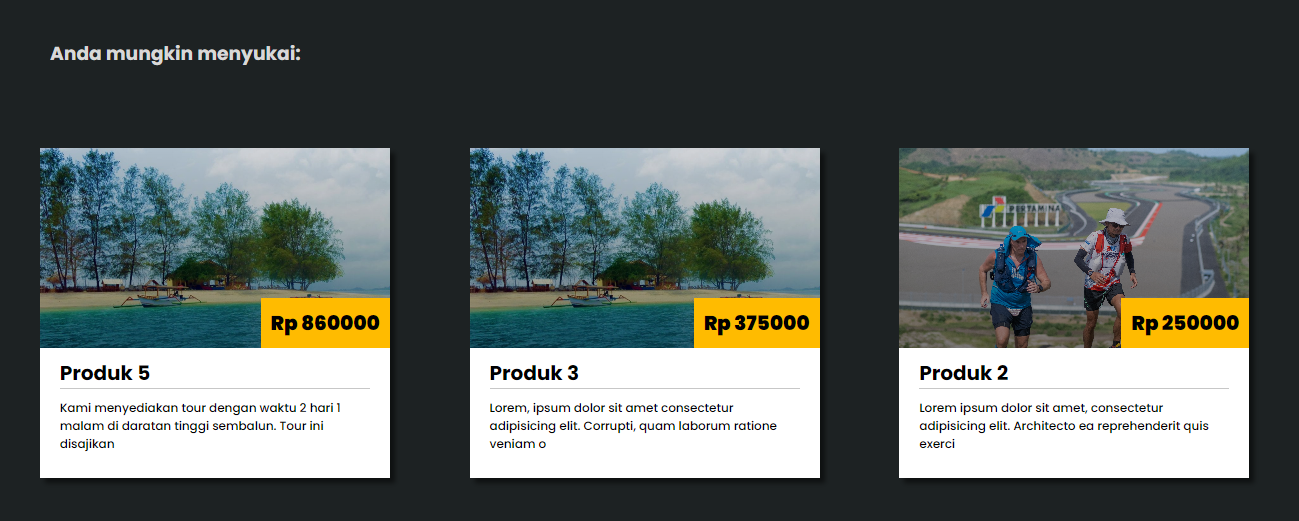 Anda mungkin menyukai:
PERTAMINA
Rp 860000
Rp 375000
Rp 250000
Produk 5
Kami menyediakan tour dengan waktu 2 hari 1
malam di daratan tinggi sembalun. Tour ini
disajikan
Produk 3
Lorem, ipsum dolor sit amet consectetur
adipisicing elit. Corrupti, quam laborum ratione
veniam o
Produk 2
Lorem ipsum dolor sit amet, consectetur
adipisicing elit. Architecto ea reprehenderit quis
exerci